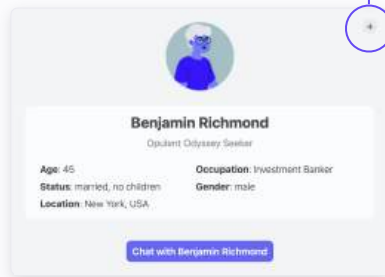 +
Benjamin Richmond
Opulent Odyssey Seeker
Age: 45
Occupation: Investment Banker
Status: married, no children
Gender: male
Location: New York, USA
Chat with Benjamin Richmond